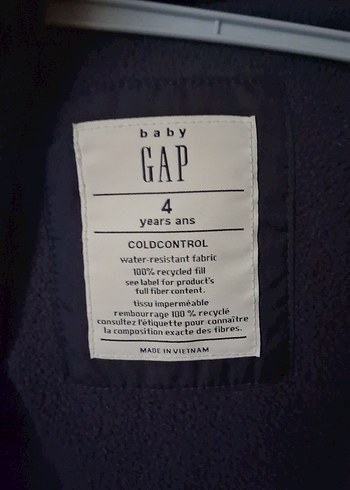 baby
GAP
4
years ans
COLDCONTROL
water-resistant fabric
100% recycled fill
see label for product's
full fiber content.
tissu imperméable
rembourrage 100 % recyclé
consultez l'étiquette pour connaître
la composition exacte des fibres.
MADE IN VIETNAM